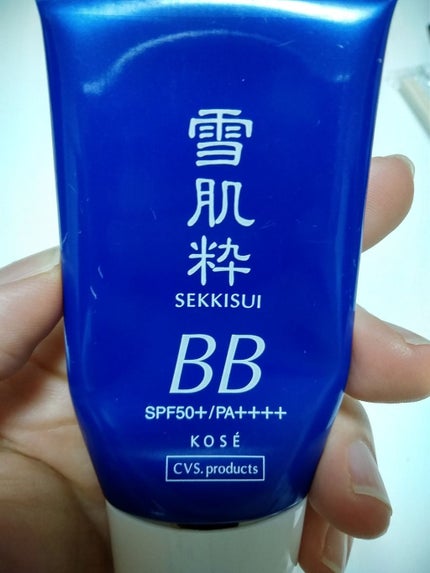 雪肌粋
SEKKISUI
BB
SPF50+/PA++++
KOSÉ
CVS.products